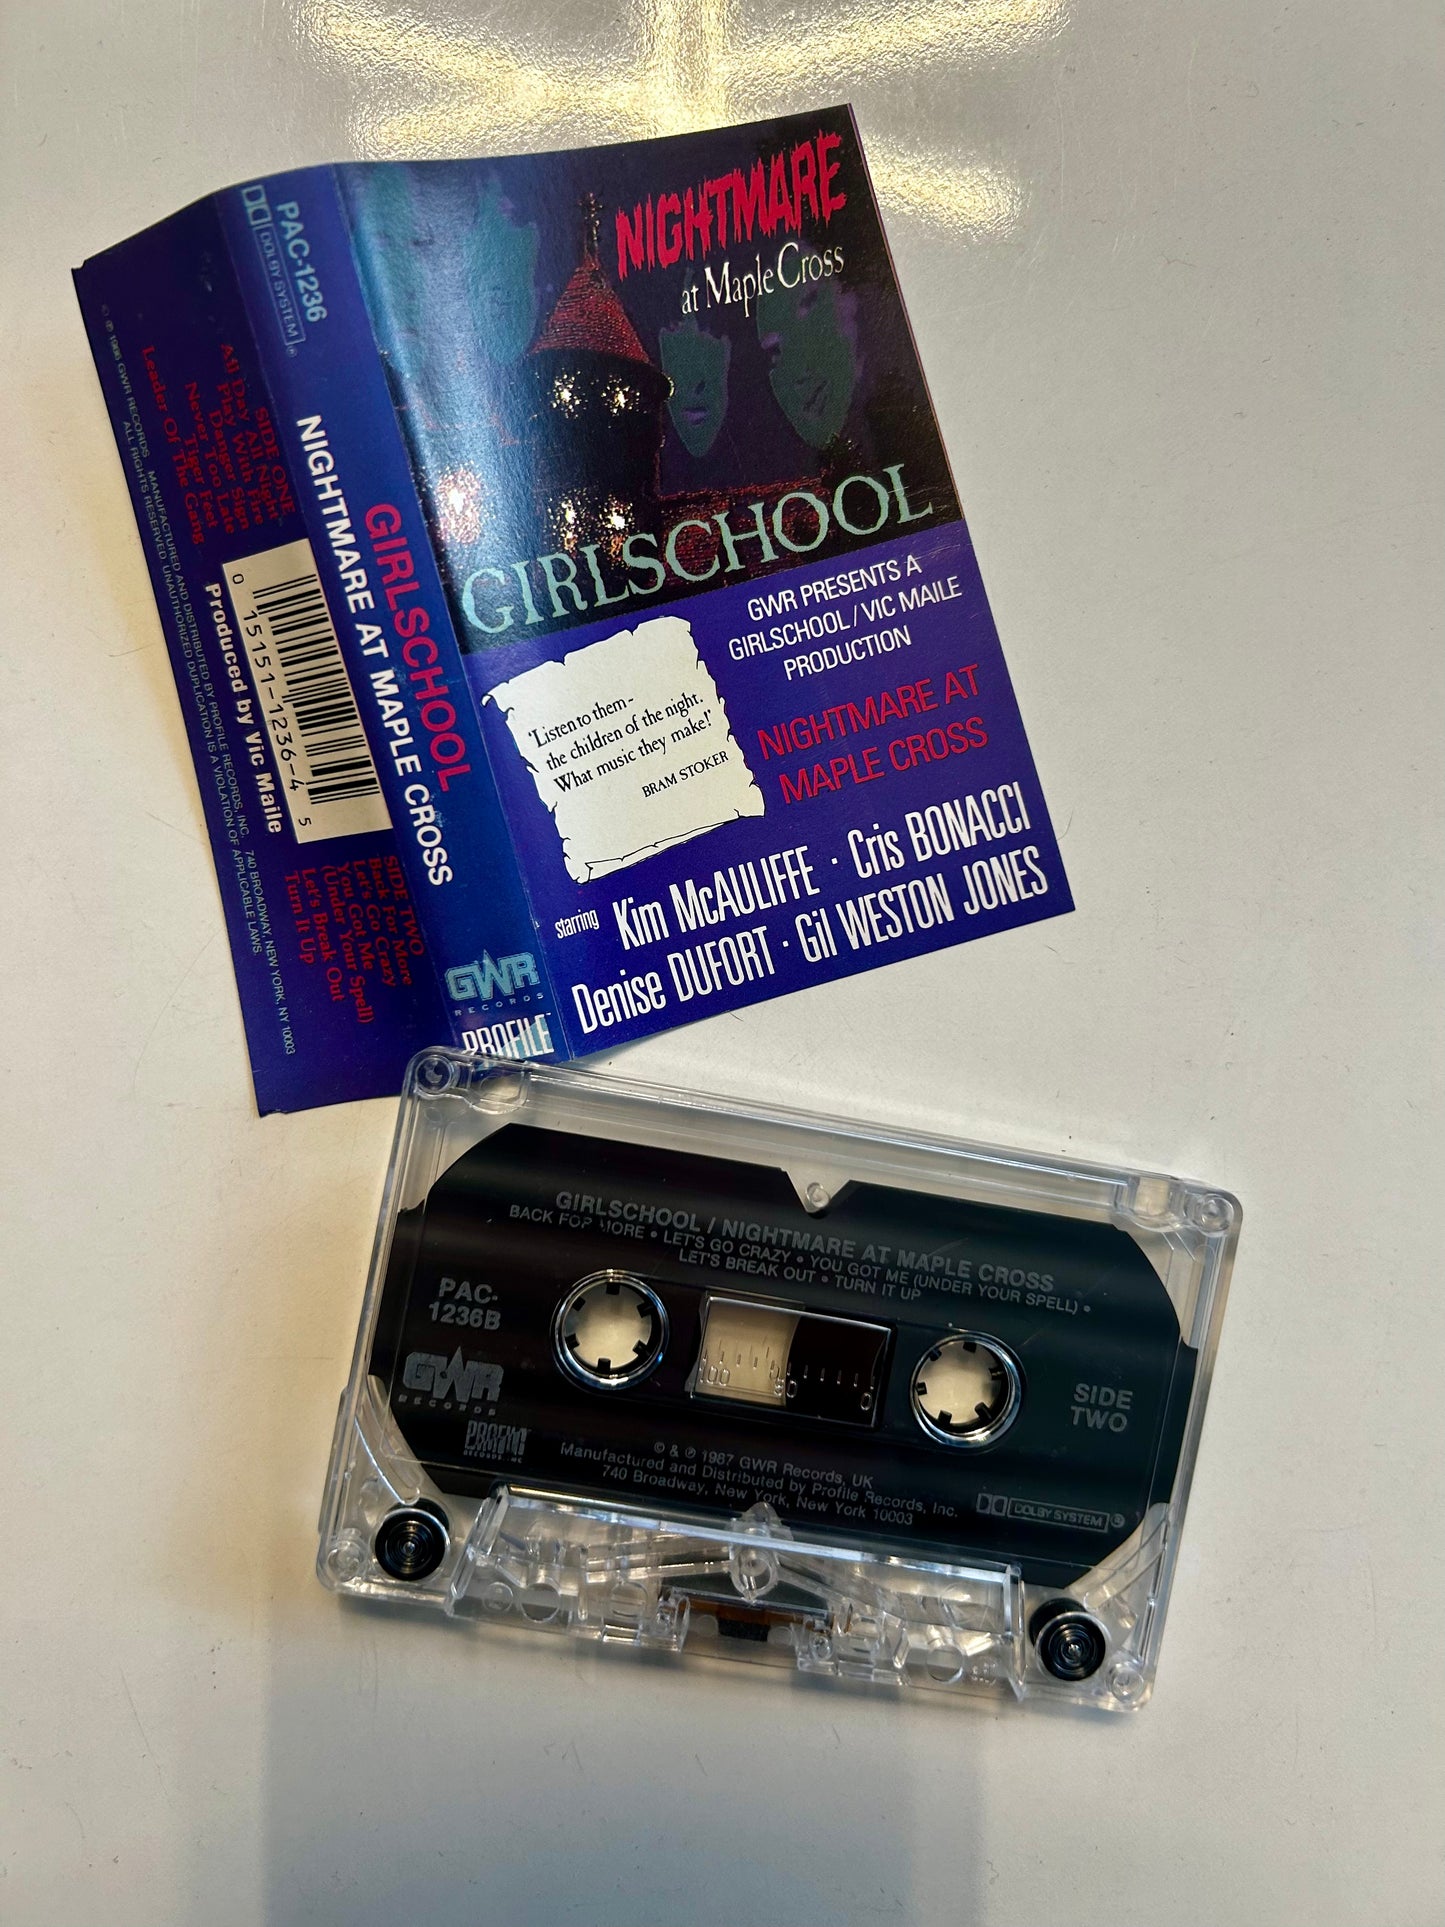 NIGHTMARE
at Maple Cross
GIRLSCHOOL
GWR PRESENTS A
GIRLSCHOOL / VIC MAILE
PRODUCTION
NIGHTMARE AT
MAPLE CROSS
'Listen to them~
the children of the night.
What music they make!'
BRAM STOKER
starring Kim McAULIFFE · Cris BONACCI
Denise DUFORT · Gil WESTON JONES
PAC-1236
DOLBY SYSTEM®
GIRLSCHOOL
NIGHTMARE AT MAPLE CROSS
GWR
RECORDS
PROFILE
SIDE ONE
All Day All Night
Play With Fire
Danger Sign
Never Too Late
Tiger Feet
Leader Of The Gang
0 15151-1236-4 5
Produced by Vic Maile
SIDE TWO
Back For More
Let's Go Crazy
You Got Me
(Under Your Spell)
Let's Break Out
Turn It Up
© ℗ 1986 GWR RECORDS MANUFACTURED AND DISTRIBUTED BY PROFILE RECORDS, INC. 740 BROADWAY, NEW YORK, NY 10003
ALL RIGHTS RESERVED. UNAUTHORIZED DUPLICATION IS A VIOLATION OF APPLICABLE LAWS.
GIRLSCHOOL / NIGHTMARE AT MAPLE CROSS
BACK FOR MORE • LET'S GO CRAZY • YOU GOT ME (UNDER YOUR SPELL) •
LET'S BREAK OUT • TURN IT UP
PAC-
1236B
GWR
RECORDS
SIDE
TWO
100 50 0
© & ℗ 1987 GWR Records, UK
Manufactured and Distributed by Profile Records, Inc.
740 Broadway, New York, New York 10003
DOLBY SYSTEM®